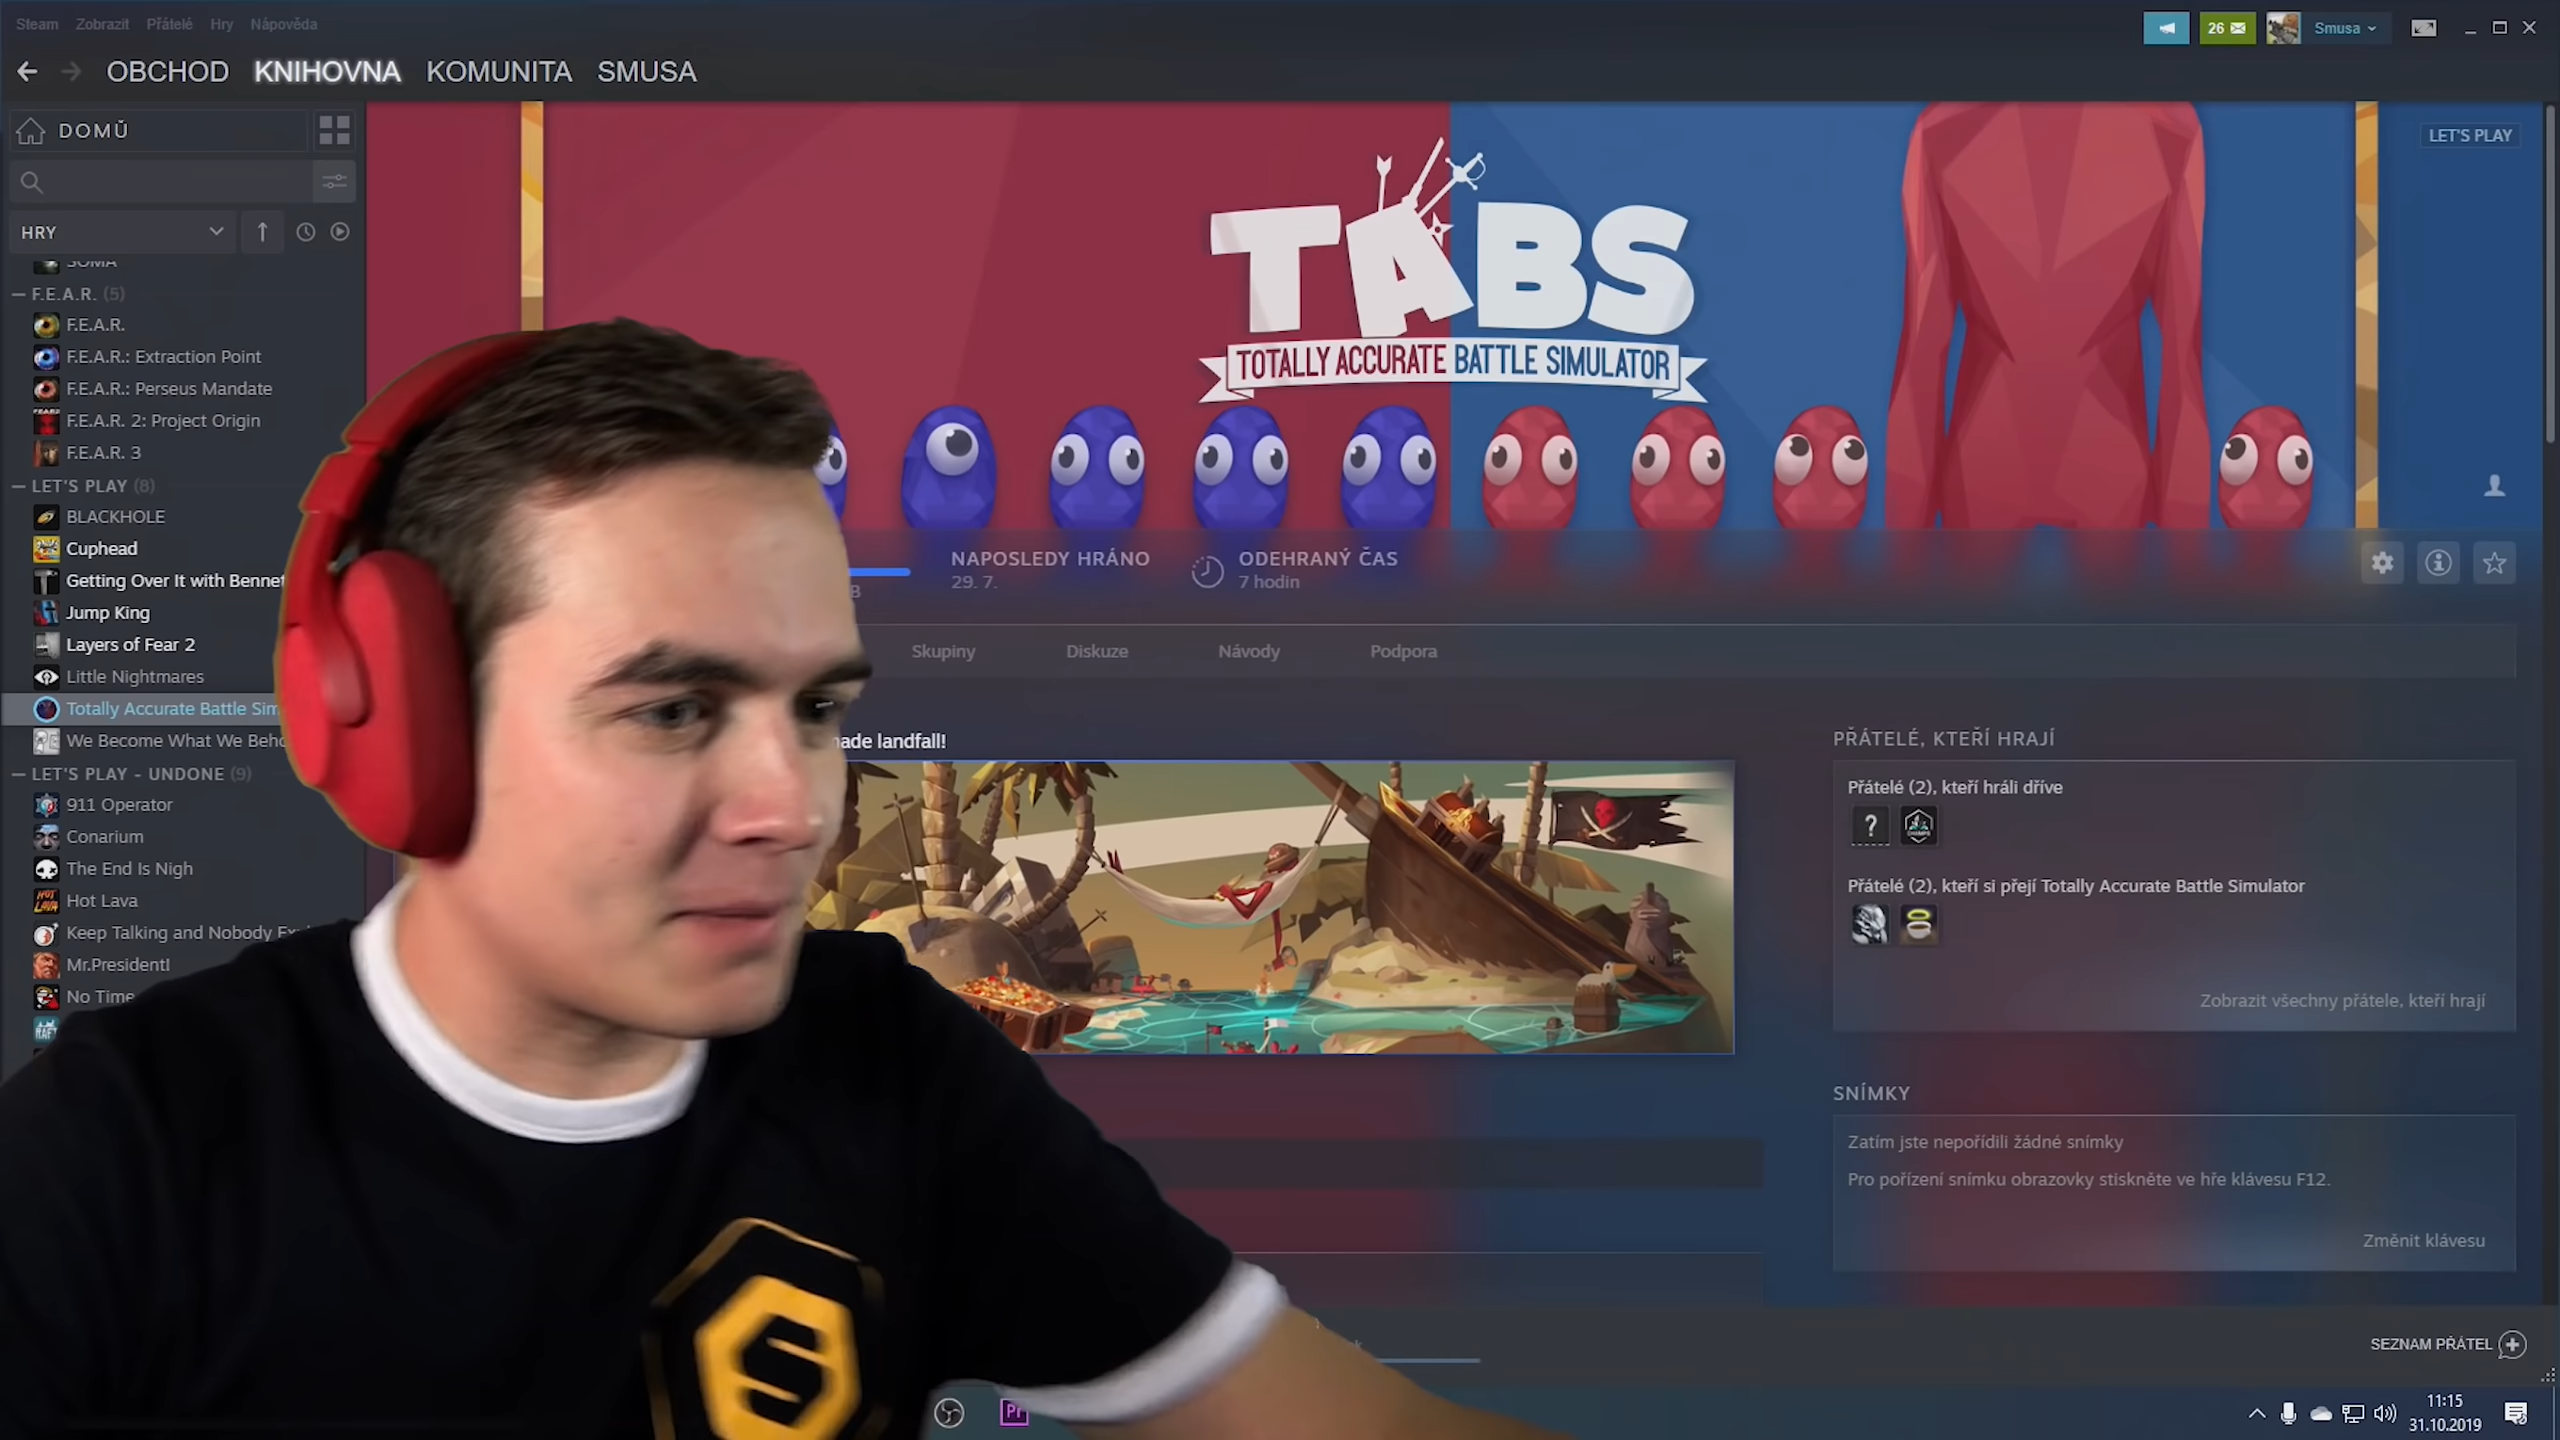 Steam Zobrazit Přátelé Hry Nápověda
26 Smusa
OBCHOD KNIHOVNA KOMUNITA SMUSA
DOMŮ
LET'S PLAY
TABS
TOTALLY ACCURATE BATTLE SIMULATOR
HRY
SOMA
F.E.A.R. (5)
F.E.A.R.
F.E.A.R.: Extraction Point
F.E.A.R.: Perseus Mandate
F.E.A.R. 2: Project Origin
F.E.A.R. 3
LET'S PLAY (8)
BLACKHOLE
Cuphead
Getting Over It with Bennet
Jump King
Layers of Fear 2
Little Nightmares
Totally Accurate Battle Sim
We Become What We Beho
LET'S PLAY - UNDONE (9)
911 Operator
Conarium
The End Is Nigh
Hot Lava
Keep Talking and Nobody Ex
Mr.President!
No Time
RAFT
B
NAPOSLEDY HRÁNO
29. 7.
ODEHRANÝ ČAS
7 hodin
Skupiny Diskuze Návody Podpora
made landfall!
PŘÁTELÉ, KTEŘÍ HRAJÍ
Přátelé (2), kteří hráli dříve
?
Přátelé (2), kteří si přejí Totally Accurate Battle Simulator
Zobrazit všechny přátele, kteří hrají
SNÍMKY
Zatím jste nepořídili žádné snímky
Pro pořízení snímku obrazovky stiskněte ve hře klávesu F12.
Změnit klávesu
SEZNAM PŘÁTEL
Pr
11:15
31.10.2019